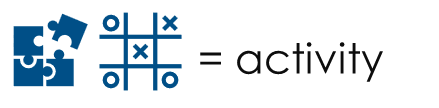 = activity